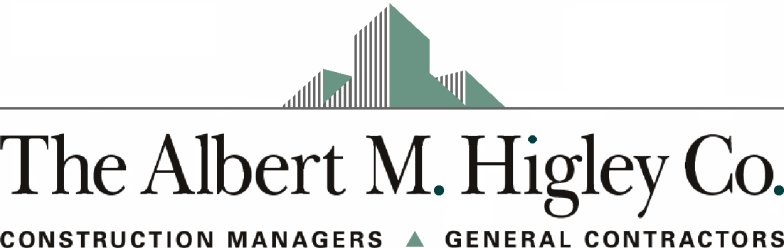 The Albert M. Higley Co.
CONSTRUCTION MANAGERS ▲ GENERAL CONTRACTORS